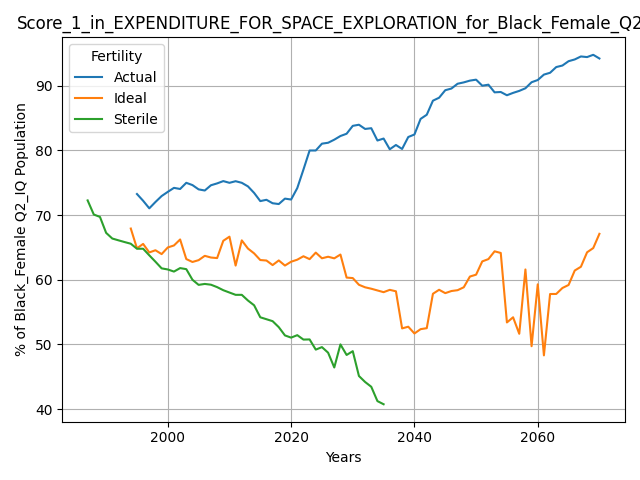 Score_1_in_EXPENDITURE_FOR_SPACE_EXPLORATION_for_Black_Female_Q2
Fertility
Actual
Ideal
Sterile
% of Black_Female Q2_IQ Population
90
80
70
60
50
40
2000
2020
2040
2060
Years